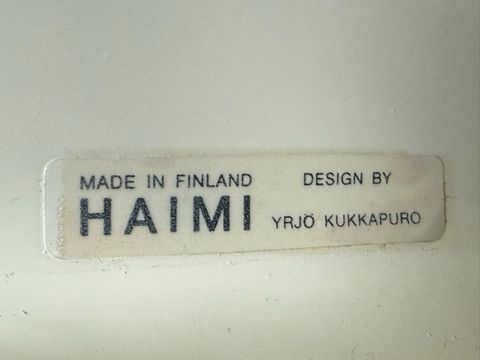 MADE IN FINLAND
HAIMI
DESIGN BY
YRJÖ KUKKAPURO